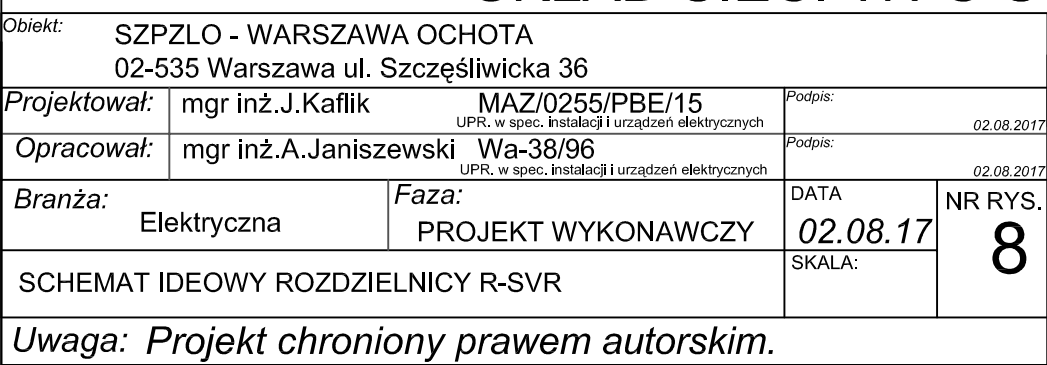 Obiekt: SZPZLO - WARSZAWA OCHOTA
02-535 Warszawa ul. Szczęśliwicka 36
Projektował: mgr inż.J.Kaflik MAZ/0255/PBE/15 Podpis:
UPR. w spec. instalacji i urządzeń elektrycznych 02.08.2017
Opracował: mgr inż.A.Janiszewski Wa-38/96 Podpis:
UPR. w spec. instalacji i urządzeń elektrycznych 02.08.2017
Branża: Faza: DATA NR RYS.
Elektryczna PROJEKT WYKONAWCZY 02.08.17 8
SCHEMAT IDEOWY ROZDZIELNICY R-SVR SKALA:
Uwaga: Projekt chroniony prawem autorskim.